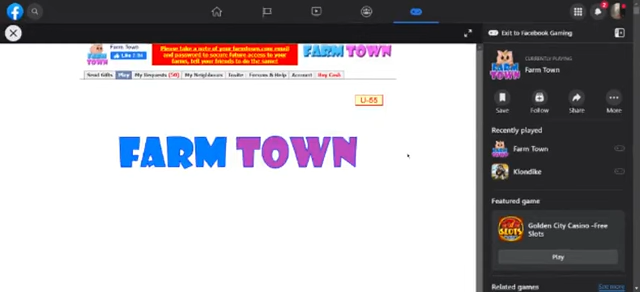 Exit to Facebook Gaming
Farm Town
Please take a note of your farmtown.com email
and password to secure future access to your
farms, tell your friends to do the same!
FARM TOWN
CURRENTLY PLAYING
Farm Town
Send Gifts Play My Requests (50) My Neighbours Invite Forums & Help Account Buy Cash
U-55
Save Follow Share More
FARM TOWN
Recently played
Farm Town
Klondike
Featured game
Golden City Casino -Free
Slots
Play
Related games See more